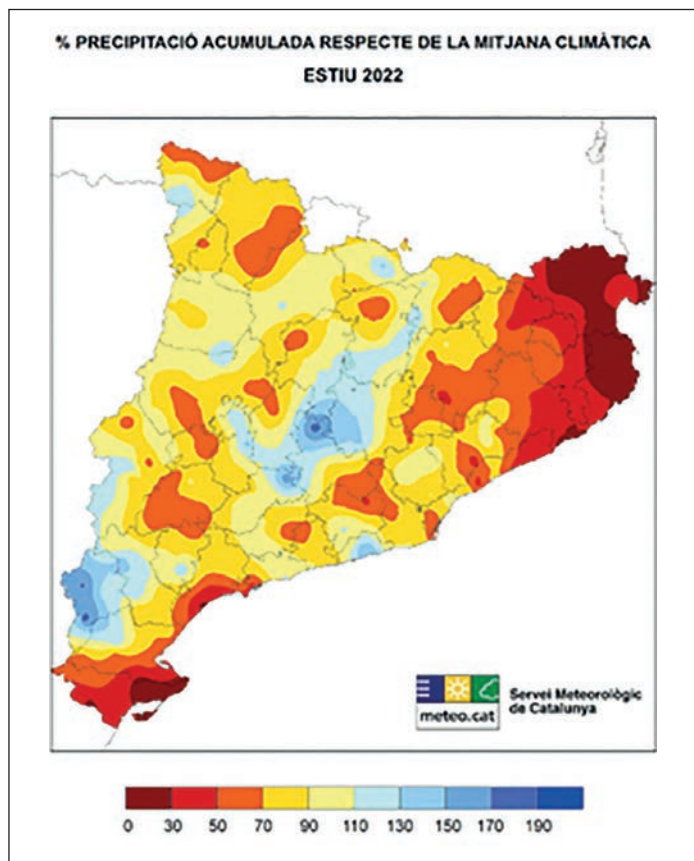 % PRECIPITACIÓ ACUMULADA RESPECTE DE LA MITJANA CLIMÀTICA
ESTIU 2022
meteo.cat
Servei Meteorològic
de Catalunya
0 30 50 70 90 110 130 150 170 190